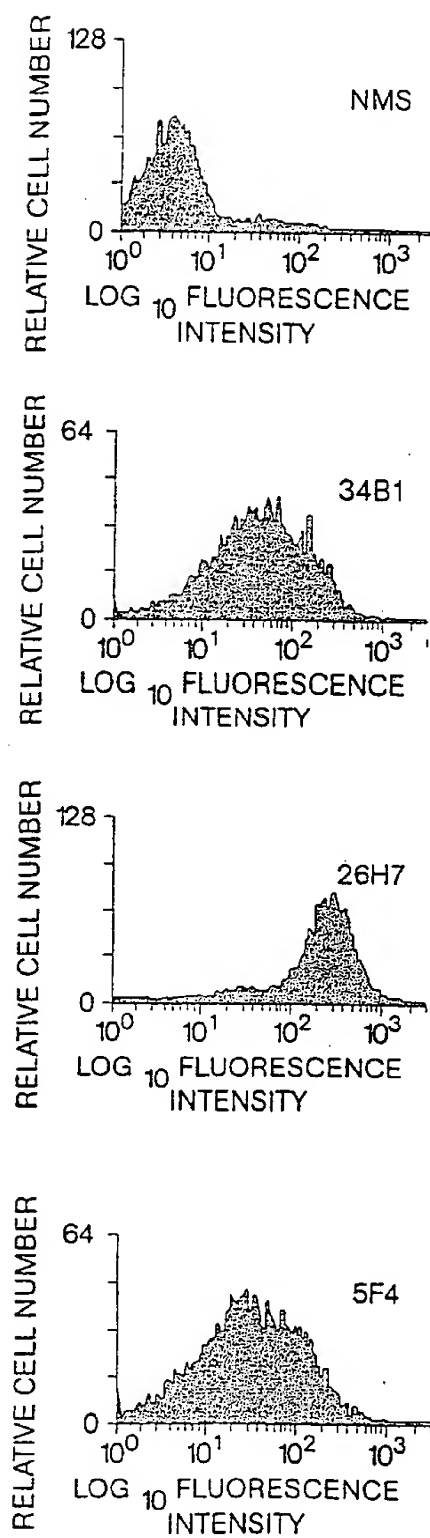 RELATIVE CELL NUMBER
128
0
NMS
10⁰ 10¹ 10² 10³
LOG 10 FLUORESCENCE
INTENSITY
RELATIVE CELL NUMBER
64
0
34B1
10⁰ 10¹ 10² 10³
LOG 10 FLUORESCENCE
INTENSITY
RELATIVE CELL NUMBER
128
0
26H7
10⁰ 10¹ 10² 10³
LOG 10 FLUORESCENCE
INTENSITY
RELATIVE CELL NUMBER
64
0
5F4
10⁰ 10¹ 10² 10³
LOG 10 FLUORESCENCE
INTENSITY